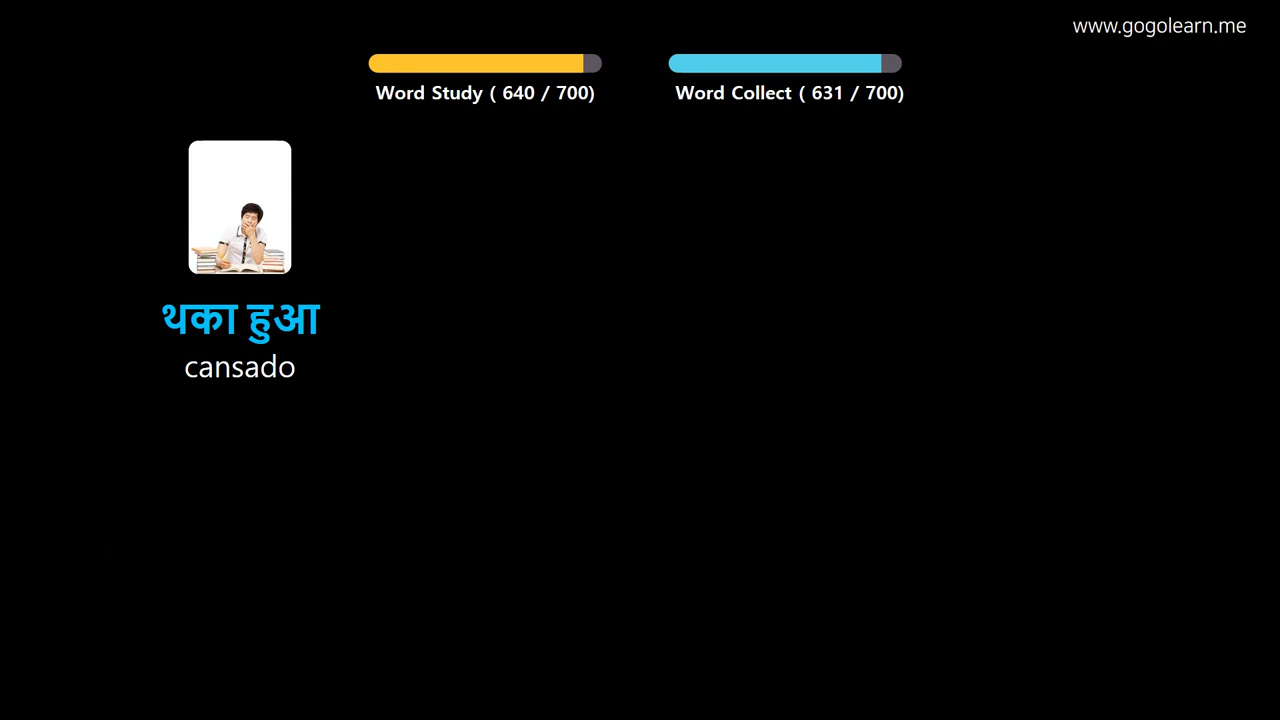 www.gogolearn.me
Word Study ( 640 / 700)
Word Collect ( 631 / 700)
थका हुआ
cansado